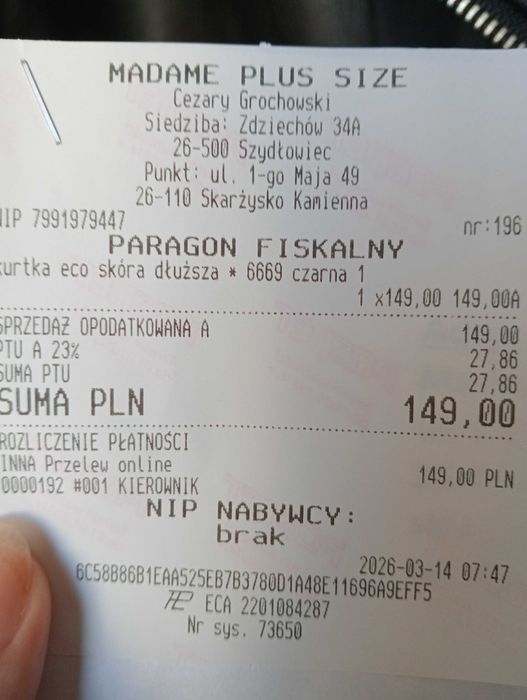 MADAME PLUS SIZE
Cezary Grochowski
Siedziba: Zdziechów 34A
26-500 Szydłowiec
Punkt: ul. 1-go Maja 49
26-110 Skarżysko Kamienna
NIP 7991979447 nr:196
PARAGON FISKALNY
kurtka eco skóra dłuższa * 6669 czarna 1
1 x149,00 149,00A
SPRZEDAŻ OPODATKOWANA A 149,00
PTU A 23% 27,86
SUMA PTU 27,86
SUMA PLN 149,00
ROZLICZENIE PŁATNOŚCI
INNA Przelew online 149,00 PLN
0000192 #001 KIEROWNIK
NIP NABYWCY:
brak
2026-03-14 07:47
6C58B86B1EAA525EB7B3780D1A48E11696A9EFF5
ECA 2201084287
Nr sys. 73650